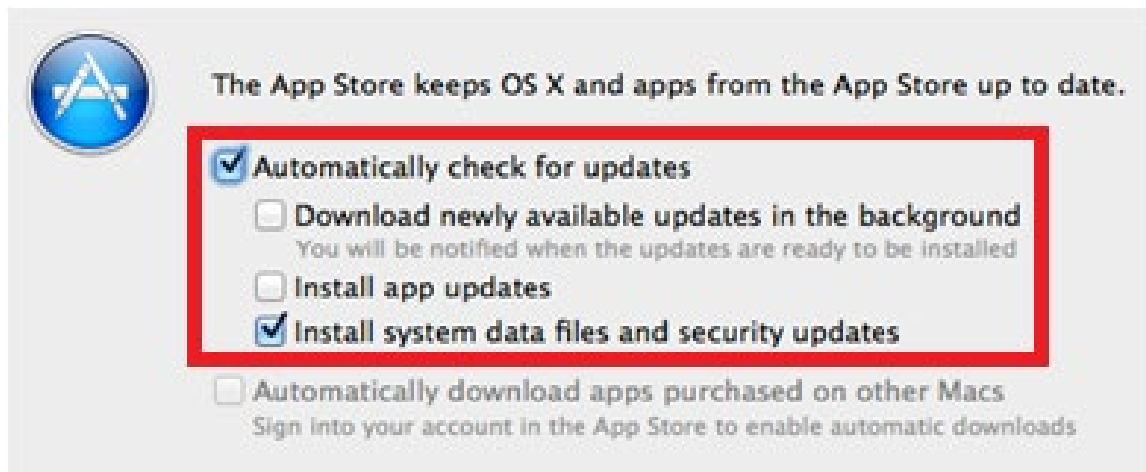 The App Store keeps OS X and apps from the App Store up to date.
Automatically check for updates
Download newly available updates in the background
You will be notified when the updates are ready to be installed
Install app updates
Install system data files and security updates
Automatically download apps purchased on other Macs
Sign into your account in the App Store to enable automatic downloads